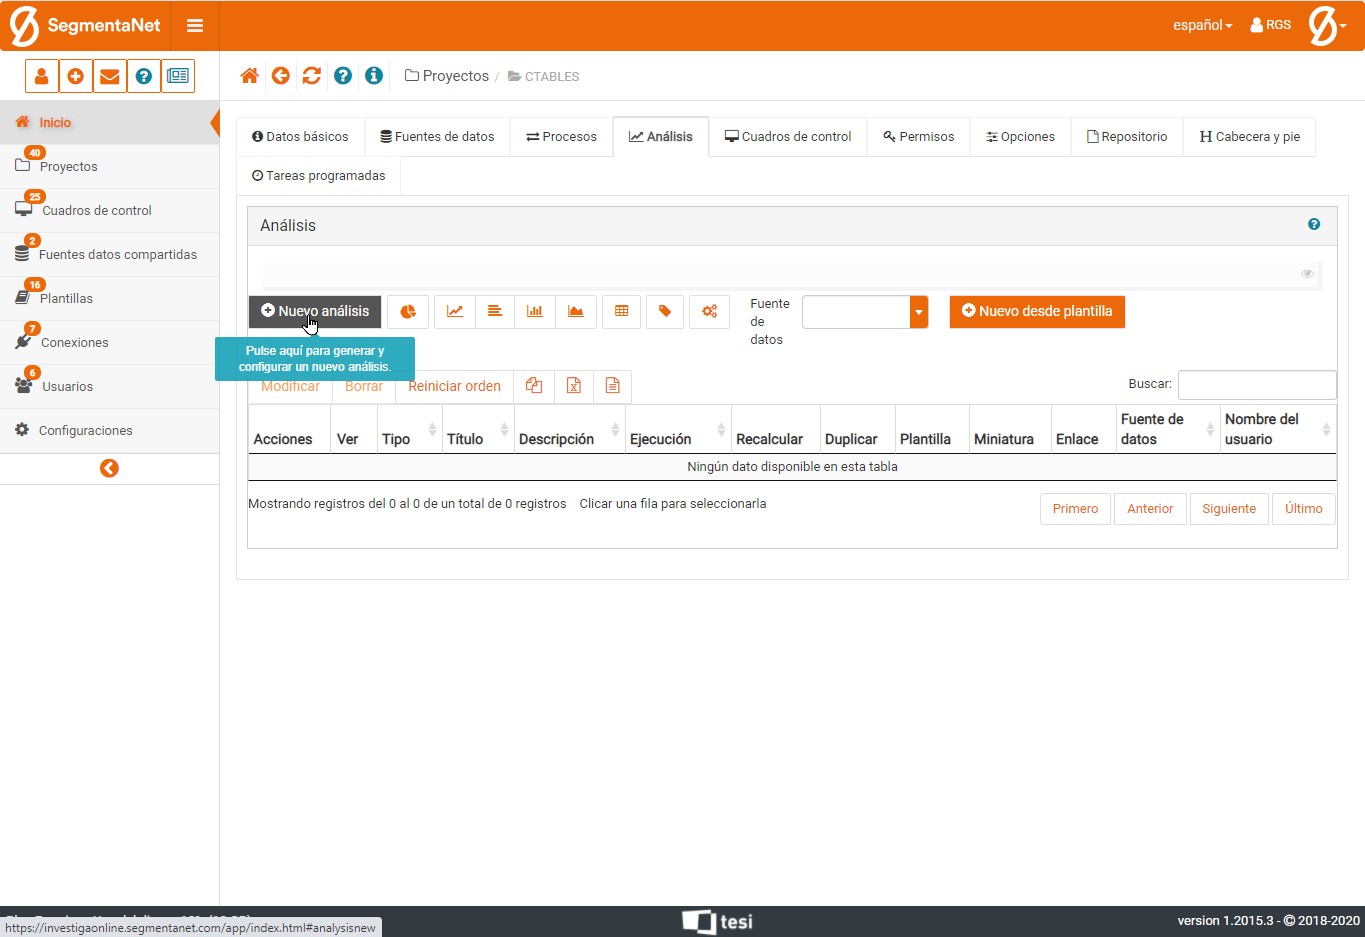 SegmentaNet
español
RGS
Proyectos / CTABLES
Inicio
40
Proyectos
25
Cuadros de control
2
Fuentes datos compartidas
16
Plantillas
7
Conexiones
6
Usuarios
Configuraciones
Datos básicos
Fuentes de datos
Procesos
Análisis
Cuadros de control
Permisos
Opciones
Repositorio
H Cabecera y pie
Tareas programadas
Análisis
Nuevo análisis
Fuente
de
datos
Nuevo desde plantilla
Pulse aquí para generar y
configurar un nuevo análisis.
Modificar
Borrar
Reiniciar orden
Buscar:
Acciones
Ver
Tipo
Título
Descripción
Ejecución
Recalcular
Duplicar
Plantilla
Miniatura
Enlace
Fuente de
datos
Nombre del
usuario
Ningún dato disponible en esta tabla
Mostrando registros del 0 al 0 de un total de 0 registros
Clicar una fila para seleccionarla
Primero
Anterior
Siguiente
Último
https://investigaonline.segmentanet.com/app/index.html#analysisnew
tesi
version 1.2015.3 - © 2018-2020